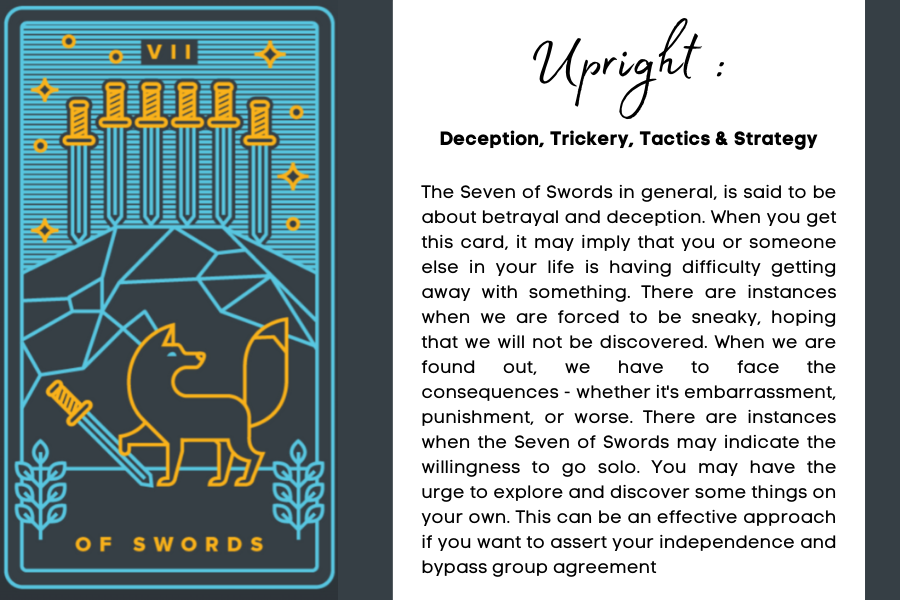 VII
OF SWORDS
Upright :
Deception, Trickery, Tactics & Strategy
The Seven of Swords in general, is said to be
about betrayal and deception. When you get
this card, it may imply that you or someone
else in your life is having difficulty getting
away with something. There are instances
when we are forced to be sneaky, hoping
that we will not be discovered. When we are
found out, we have to face the
consequences - whether it's embarrassment,
punishment, or worse. There are instances
when the Seven of Swords may indicate the
willingness to go solo. You may have the
urge to explore and discover some things on
your own. This can be an effective approach
if you want to assert your independence and
bypass group agreement